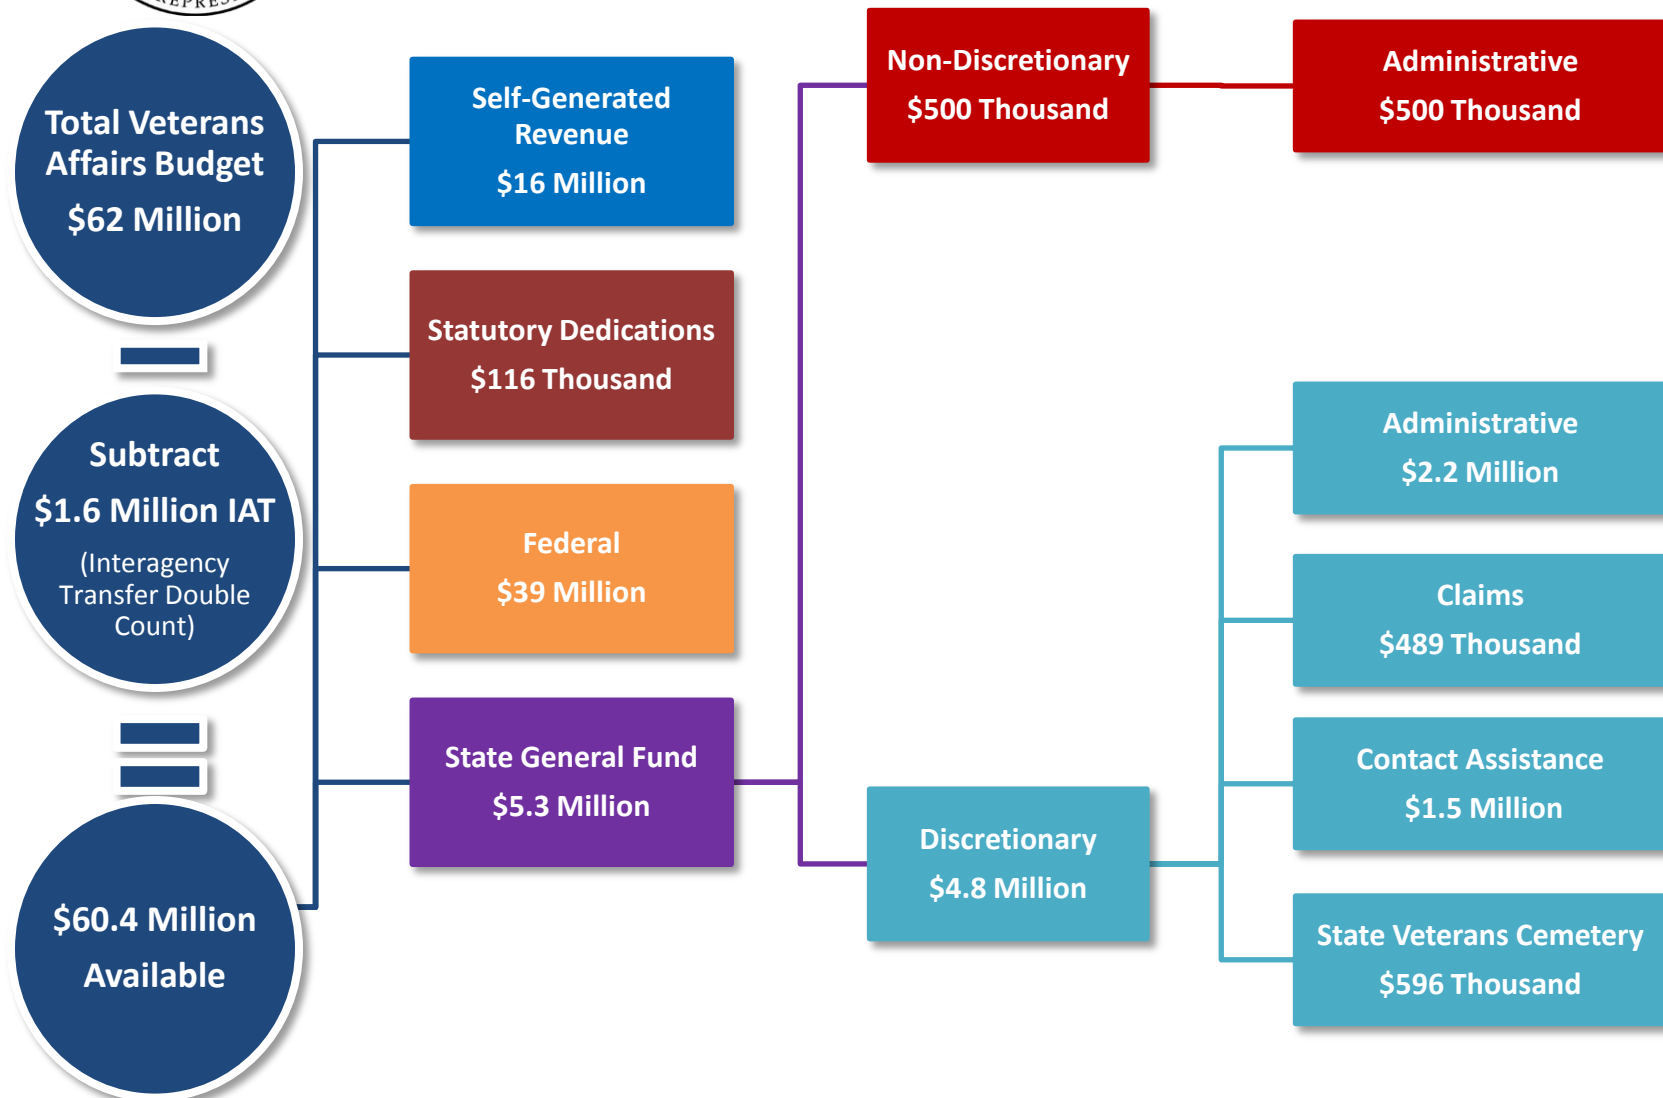 REPRES
Total Veterans
Affairs Budget
$62 Million
Subtract
$1.6 Million IAT
(Interagency
Transfer Double
Count)
$60.4 Million
Available
Self-Generated
Revenue
$16 Million
Statutory Dedications
$116 Thousand
Federal
$39 Million
State General Fund
$5.3 Million
Non-Discretionary
$500 Thousand
Discretionary
$4.8 Million
Administrative
$500 Thousand
Administrative
$2.2 Million
Claims
$489 Thousand
Contact Assistance
$1.5 Million
State Veterans Cemetery
$596 Thousand